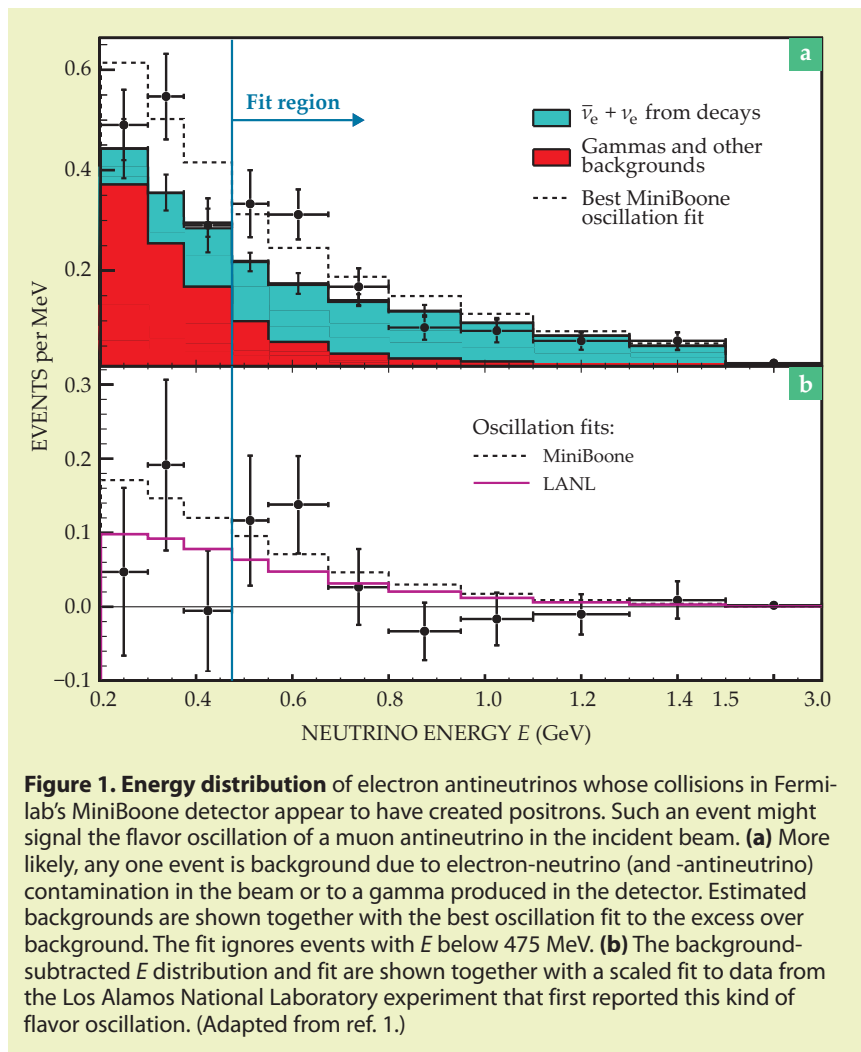 a
0.6
Fit region
ν̅e + νe from decays
Gammas and other
backgrounds
0.4
Best MiniBoone
oscillation fit
0.2
EVENTS per MeV
b
0.3
Oscillation fits:
0.2
MiniBoone
LANL
0.1
0.0
−0.1
0.2 0.4 0.6 0.8 1.0 1.2 1.4 1.5 3.0
NEUTRINO ENERGY E (GeV)
Figure 1. Energy distribution of electron antineutrinos whose collisions in Fermi-
lab's MiniBoone detector appear to have created positrons. Such an event might
signal the flavor oscillation of a muon antineutrino in the incident beam. (a) More
likely, any one event is background due to electron-neutrino (and -antineutrino)
contamination in the beam or to a gamma produced in the detector. Estimated
backgrounds are shown together with the best oscillation fit to the excess over
background. The fit ignores events with E below 475 MeV. (b) The background-
subtracted E distribution and fit are shown together with a scaled fit to data from
the Los Alamos National Laboratory experiment that first reported this kind of
flavor oscillation. (Adapted from ref. 1.)